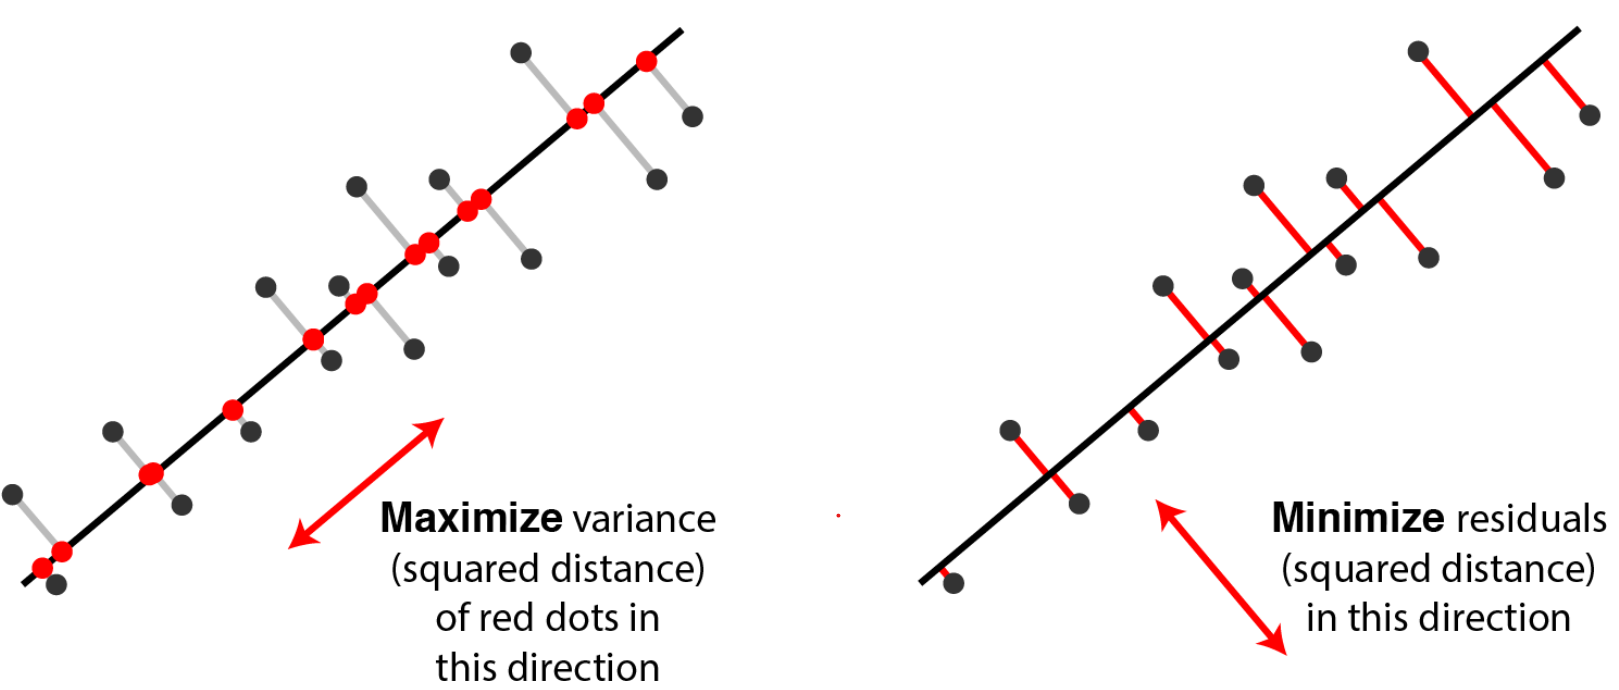 Maximize variance
(squared distance)
of red dots in
this direction
Minimize residuals
(squared distance)
in this direction